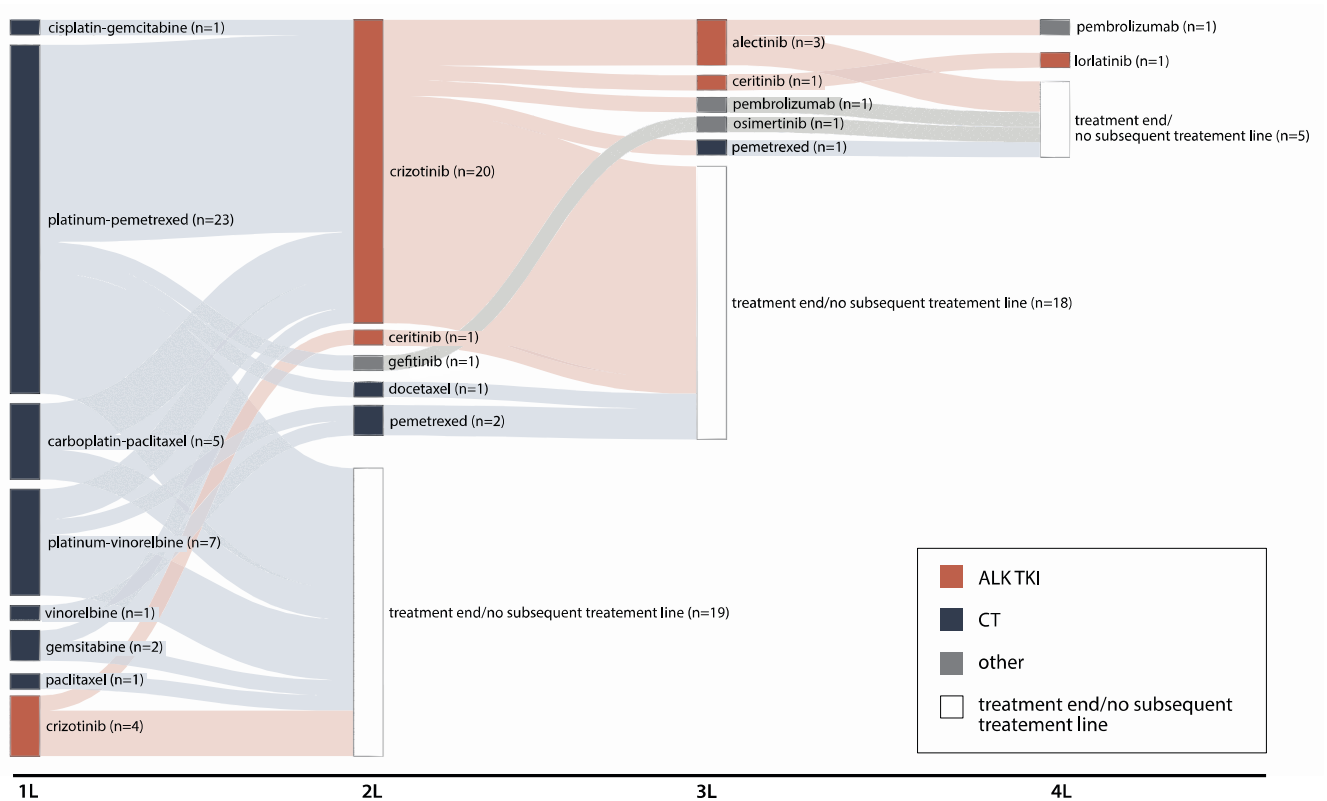 cisplatin-gemcitabine (n=1)
platinum-pemetrexed (n=23)
carboplatin-paclitaxel (n=5)
platinum-vinorelbine (n=7)
vinorelbine (n=1)
gemsitabine (n=2)
paclitaxel (n=1)
crizotinib (n=4)
crizotinib (n=20)
ceritinib (n=1)
gefitinib (n=1)
docetaxel (n=1)
pemetrexed (n=2)
treatment end/no subsequent treatement line (n=19)
alectinib (n=3)
ceritinib (n=1)
pembrolizumab (n=1)
osimertinib (n=1)
pemetrexed (n=1)
treatment end/no subsequent treatement line (n=18)
pembrolizumab (n=1)
lorlatinib (n=1)
treatment end/
no subsequent treatement line (n=5)
ALK TKI
CT
other
treatment end/no subsequent
treatement line
1L
2L
3L
4L